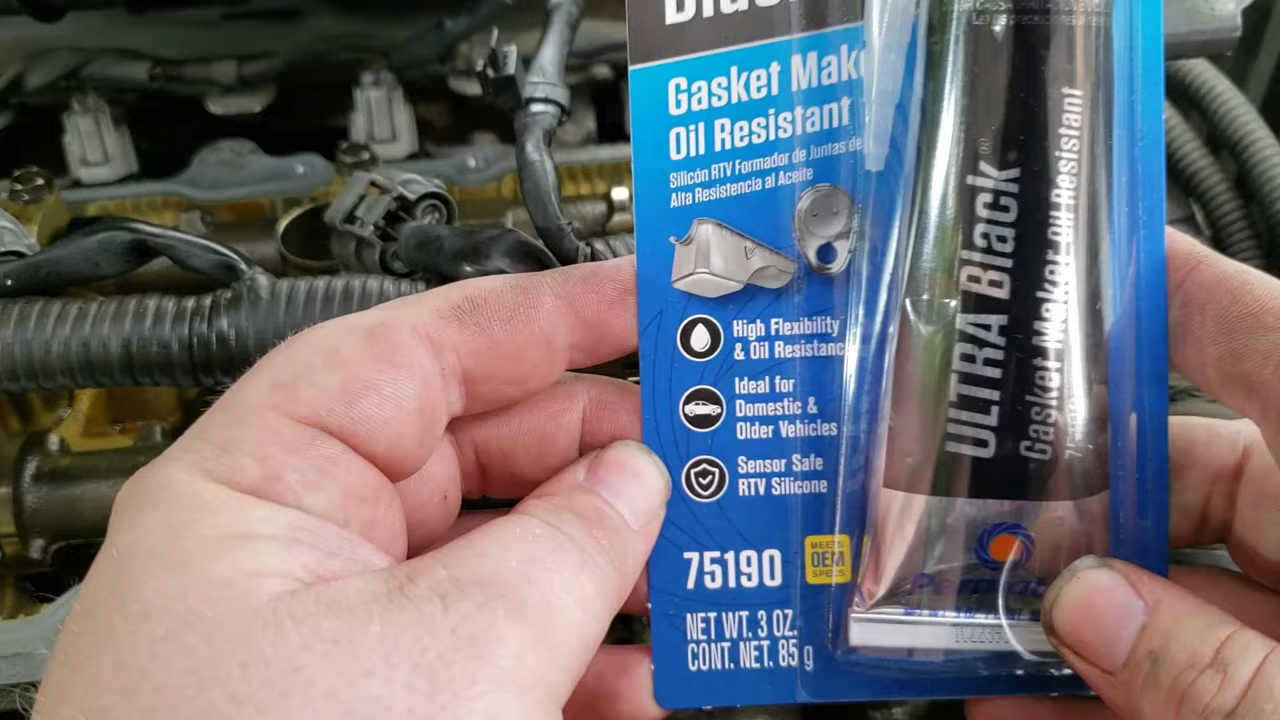 Gasket Mak
Oil Resistant
Silicón RTV Formador de Juntas de
Alta Resistencia al Aceite
High Flexibility
& Oil Resistanc
Ideal for
Domestic &
Older Vehicles
Sensor Safe
RTV Silicone
75190
MEETS
OEM
SPECS
NET WT. 3 OZ.
CONT. NET. 85 g
ULTRA Black®
Gasket Maker Oil Resistant